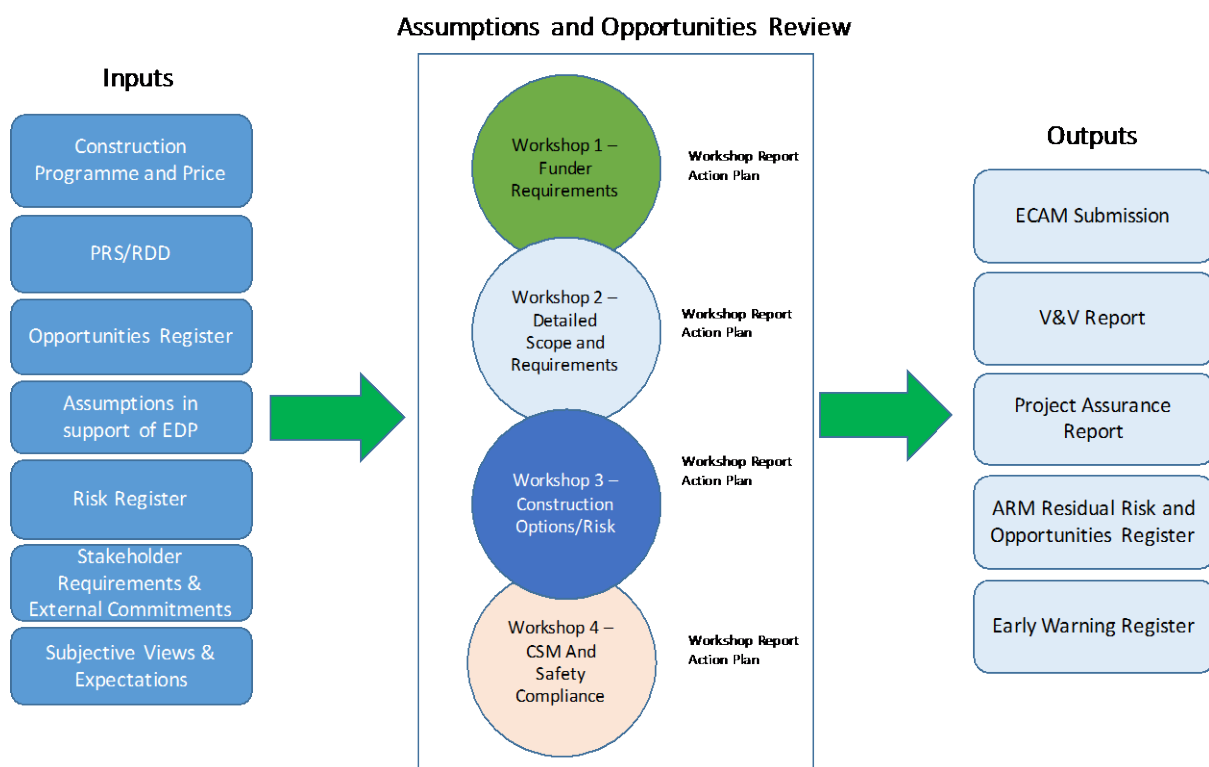 Assumptions and Opportunities Review
Inputs
Construction
Programme and Price
PRS/RDD
Opportunities Register
Assumptions in
support of EDP
Risk Register
Stakeholder
Requirements &
External Commitments
Subjective Views &
Expectations
Workshop 1 –
Funder
Requirements
Workshop Report
Action Plan
Workshop 2 –
Detailed
Scope and
Requirements
Workshop Report
Action Plan
Workshop 3 –
Construction
Options/Risk
Workshop Report
Action Plan
Workshop 4 –
CSM And
Safety
Compliance
Workshop Report
Action Plan
Outputs
ECAM Submission
V&V Report
Project Assurance
Report
ARM Residual Risk and
Opportunities Register
Early Warning Register